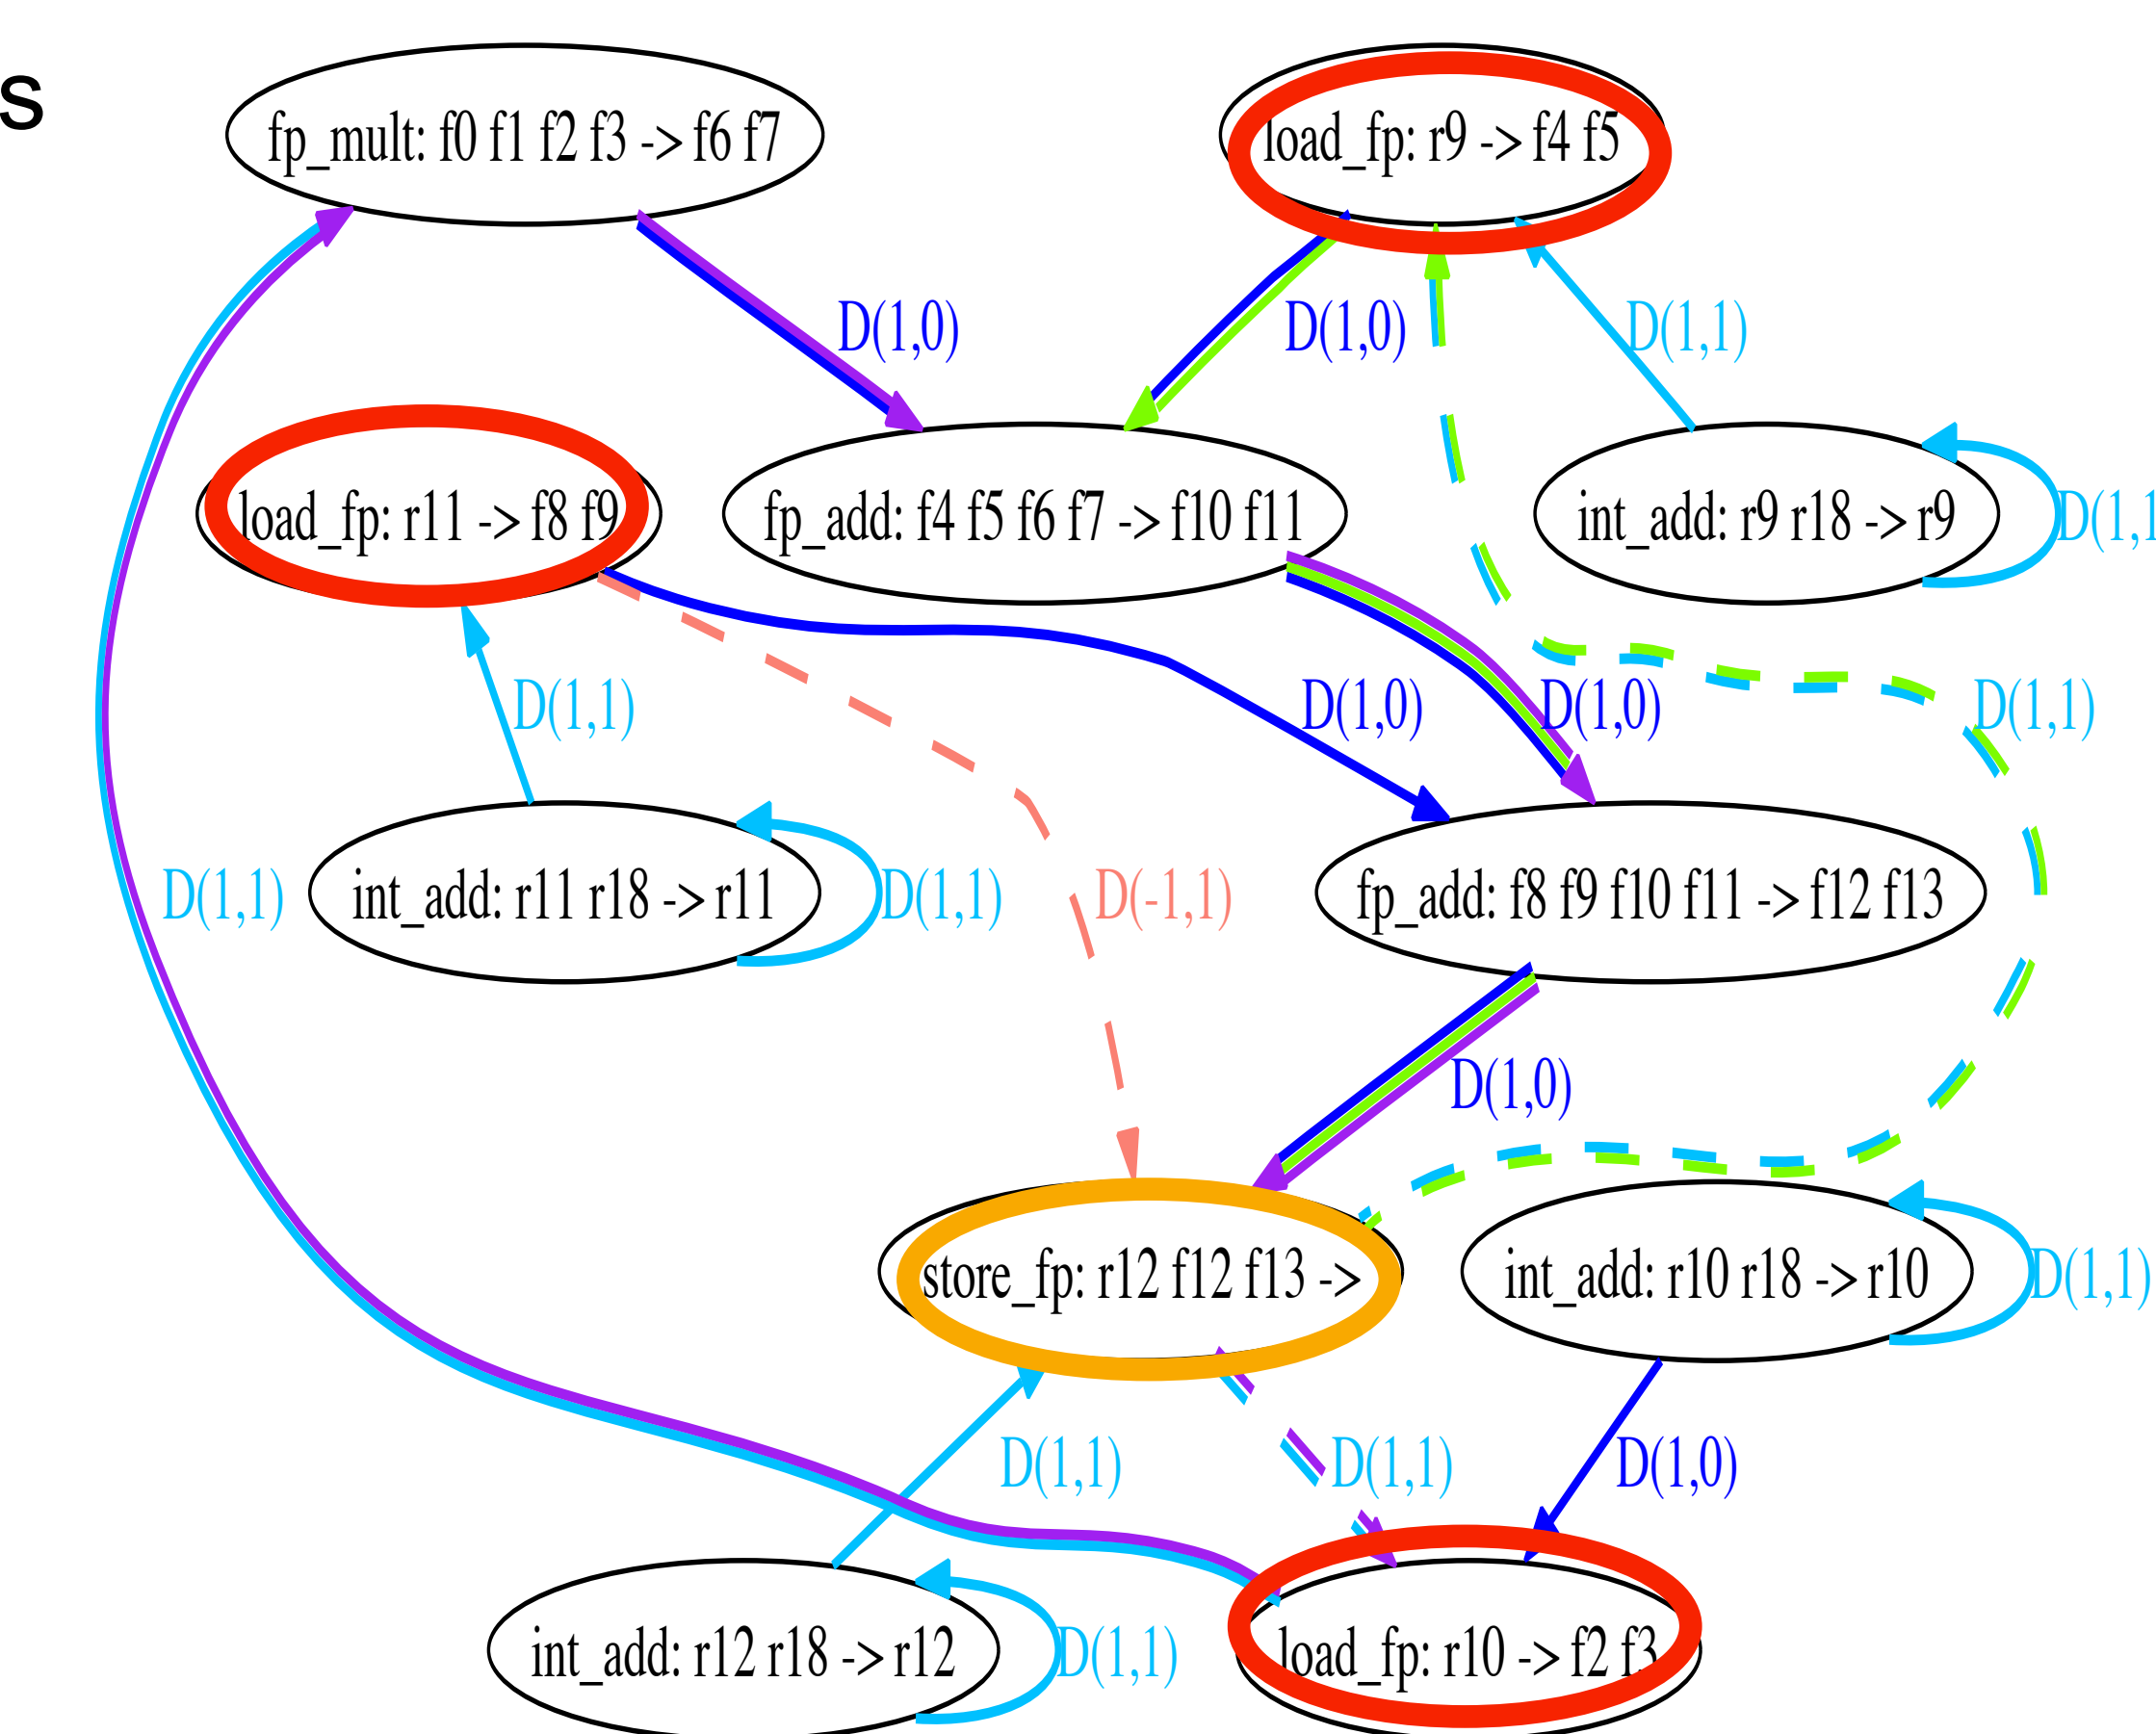 s
fp_mult: f0 f1 f2 f3 -> f6 f7
load_fp: r9 -> f4 f5
D(1,0)
D(1,0)
D(1,1)
load_fp: r11 -> f8 f9
fp_add: f4 f5 f6 f7 -> f10 f11
int_add: r9 r18 -> r9
D(1,1
D(1,1)
D(1,0)
D(1,0)
D(1,1)
D(1,1)
int_add: r11 r18 -> r11
D(1,1)
D(-1,1)
fp_add: f8 f9 f10 f11 -> f12 f13
D(1,0)
store_fp: r12 f12 f13 ->
int_add: r10 r18 -> r10
D(1,1)
D(1,1)
D(1,1)
D(1,0)
int_add: r12 r18 -> r12
D(1,1)
load_fp: r10 -> f2 f3